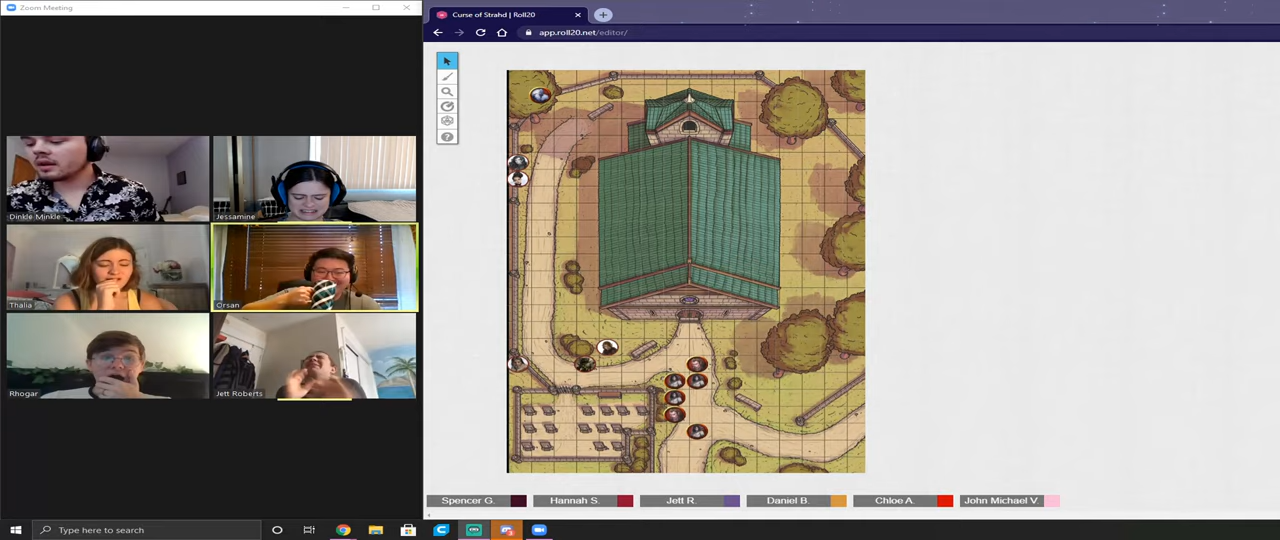 Zoom Meeting
Curse of Strahd | Roll20
app.roll20.net/editor/
Dinkle Minkle
Jessamine
Thalia
Orsan
Rhogar
Jett Roberts
Spencer G.
Hannah S.
Jett R.
Daniel B.
Chloe A.
John Michael V.
Type here to search